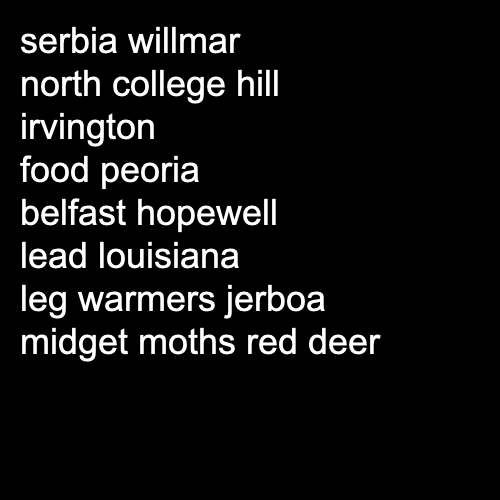 serbia willmar
north college hill
irvington
food peoria
belfast hopewell
lead louisiana
leg warmers jerboa
midget moths red deer